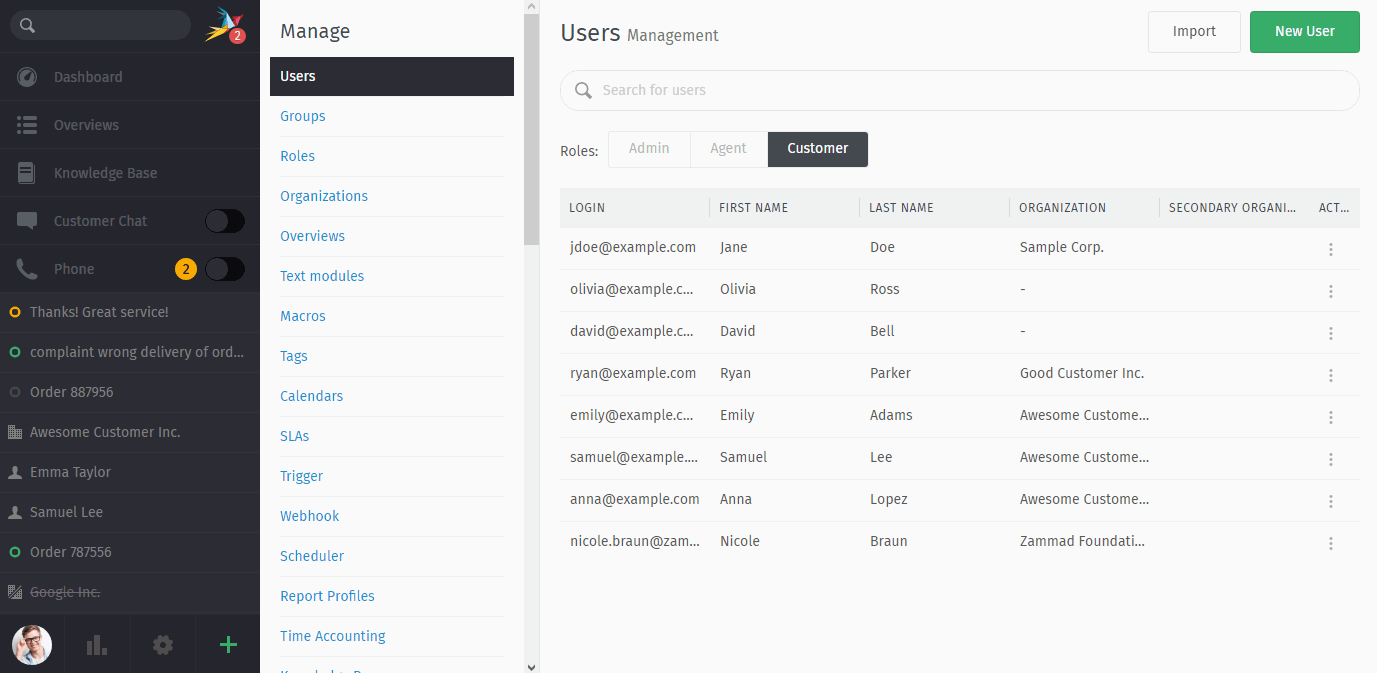 2
Dashboard
Overviews
Knowledge Base
Customer Chat
Phone 2
Thanks! Great service!
complaint wrong delivery of ord...
Order 887956
Awesome Customer Inc.
Emma Taylor
Samuel Lee
Order 787556
Google Inc.
Manage
Users
Groups
Roles
Organizations
Overviews
Text modules
Macros
Tags
Calendars
SLAs
Trigger
Webhook
Scheduler
Report Profiles
Time Accounting
Users Management
Import
New User
Search for users
Roles: Admin Agent Customer
LOGIN FIRST NAME LAST NAME ORGANIZATION SECONDARY ORGANI... ACT...
jdoe@example.com Jane Doe Sample Corp.
olivia@example.c... Olivia Ross -
david@example.c... David Bell -
ryan@example.com Ryan Parker Good Customer Inc.
emily@example.c... Emily Adams Awesome Custome...
samuel@example.... Samuel Lee Awesome Custome...
anna@example.com Anna Lopez Awesome Custome...
nicole.braun@zam... Nicole Braun Zammad Foundati...